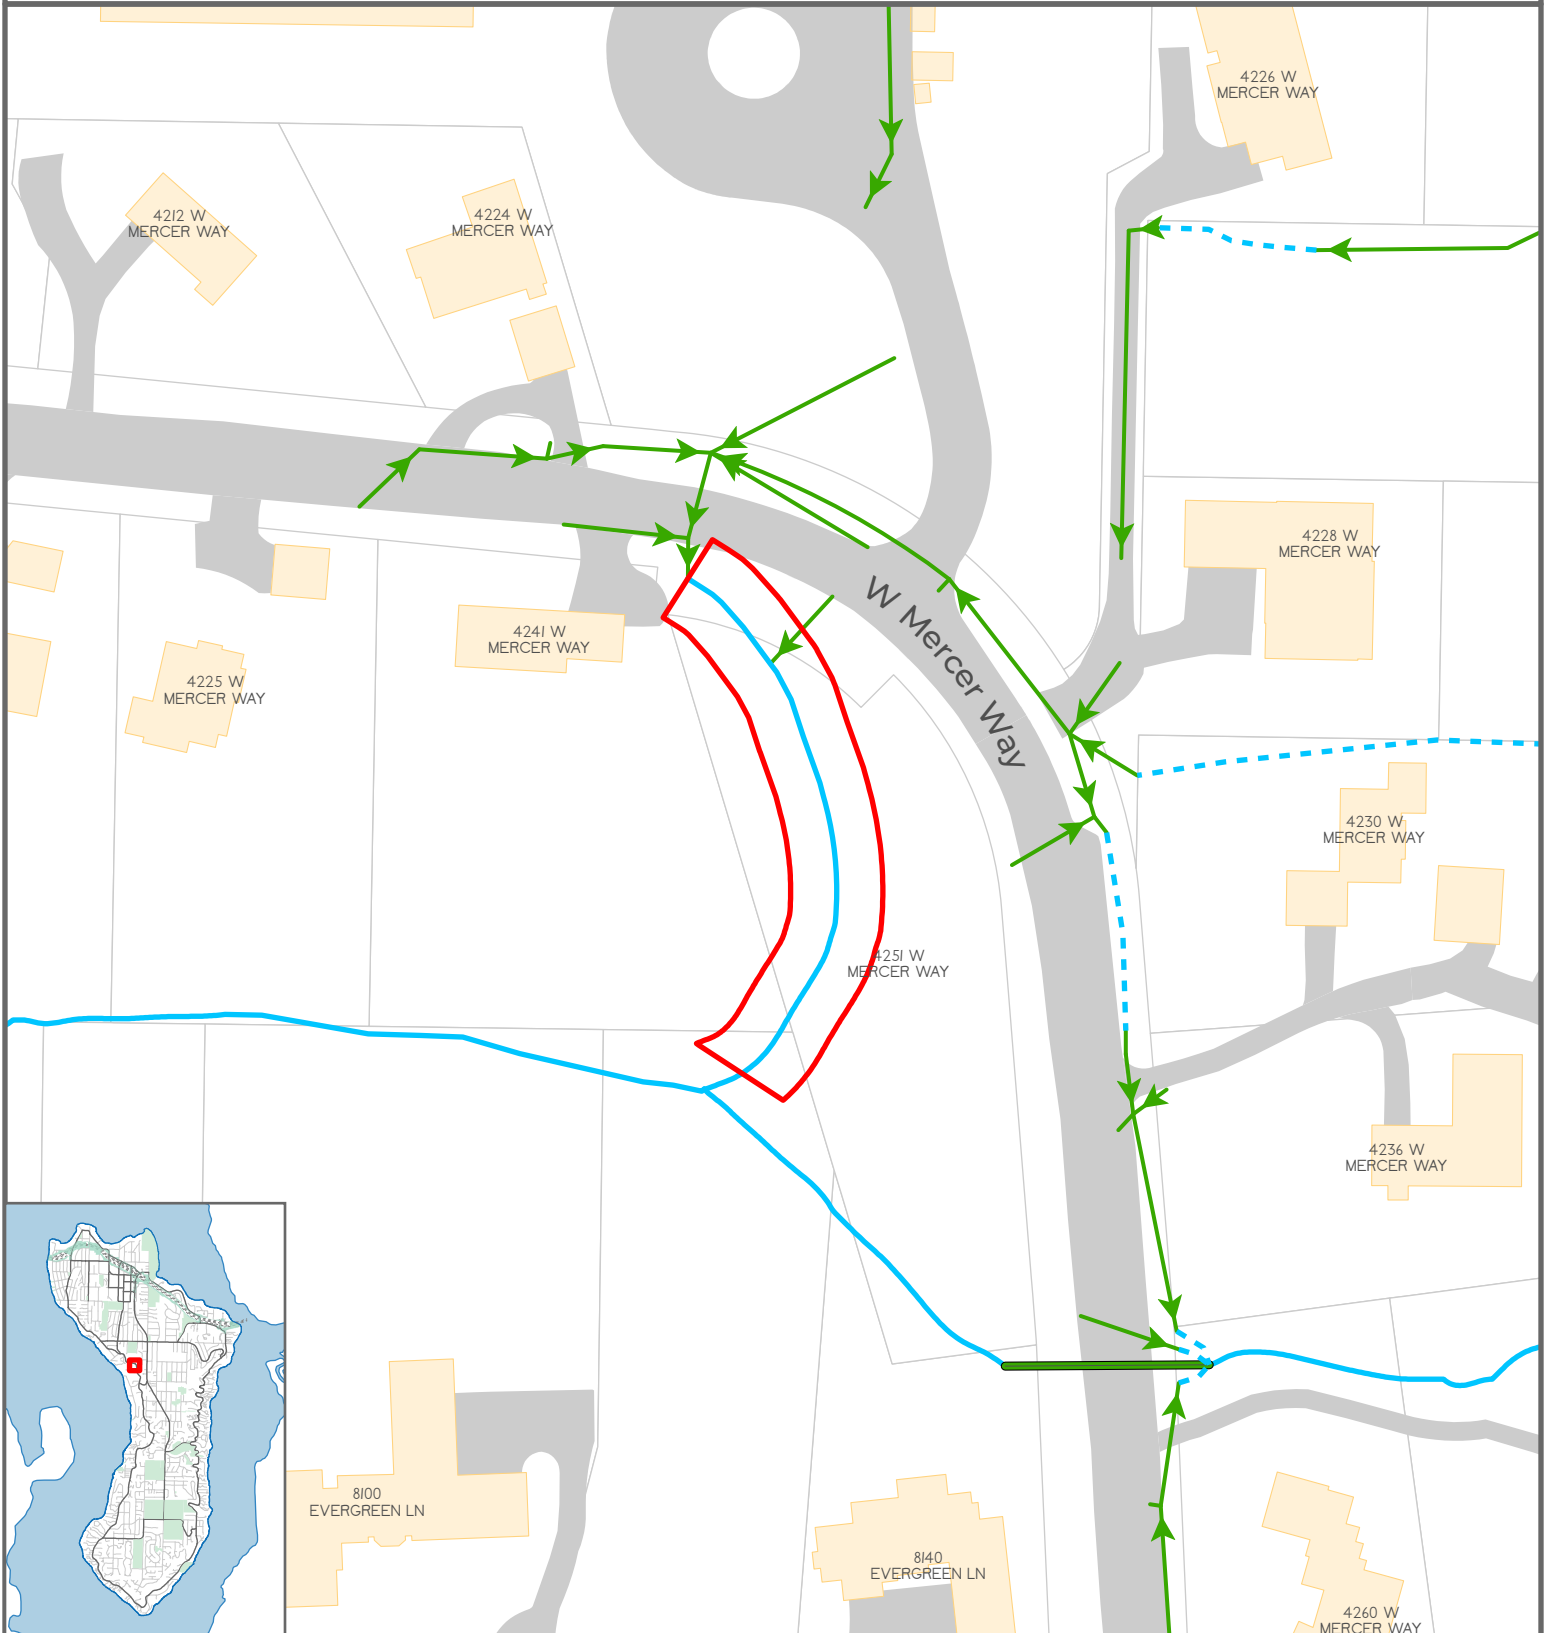 4226 W
MERCER WAY
4212 W
MERCER WAY
4224 W
MERCER WAY
4228 W
MERCER WAY
W Mercer Way
4241 W
MERCER WAY
4225 W
MERCER WAY
4230 W
MERCER WAY
4251 W
MERCER WAY
4236 W
MERCER WAY
8100
EVERGREEN LN
8140
EVERGREEN LN
4260 W
MERCER WAY